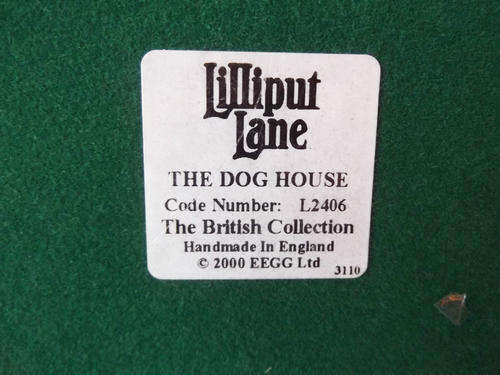 Lilliput
Lane
THE DOG HOUSE
Code Number: L2406
The British Collection
Handmade In England
© 2000 EEGG Ltd
3110